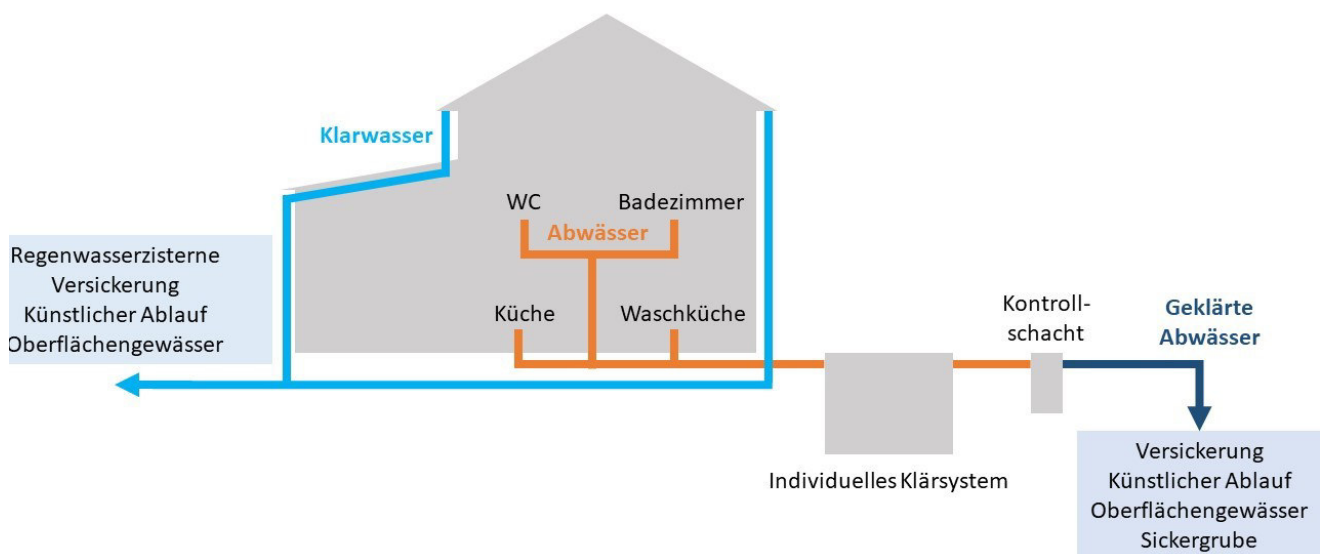 Klarwasser
WC
Badezimmer
Abwässer
Regenwasserzisterne
Versickerung
Künstlicher Ablauf
Oberflächengewässer
Küche
Waschküche
Kontroll-
schacht
Geklärte
Abwässer
Individuelles Klärsystem
Versickerung
Künstlicher Ablauf
Oberflächengewässer
Sickergrube